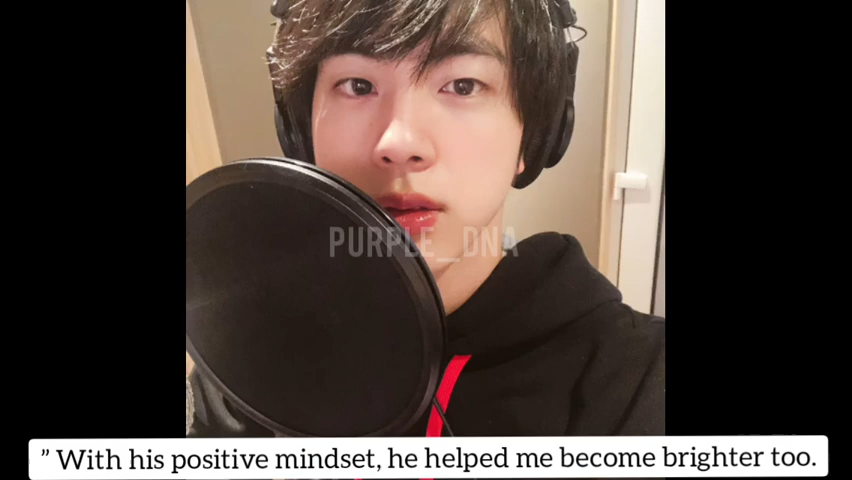 PURPLE_DNA
” With his positive mindset, he helped me become brighter too.